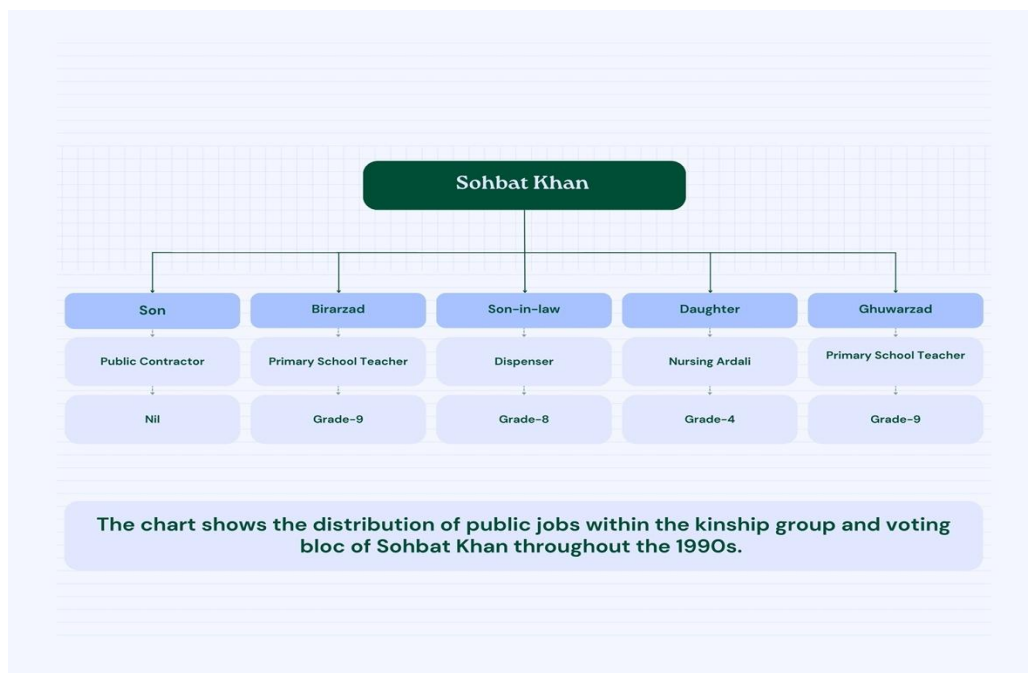 Sohbat Khan
Son
Birarzad
Son-in-law
Daughter
Ghuwarzad
Public Contractor
Primary School Teacher
Dispenser
Nursing Ardali
Primary School Teacher
Nil
Grade-9
Grade-8
Grade-4
Grade-9
The chart shows the distribution of public jobs within the kinship group and voting
bloc of Sohbat Khan throughout the 1990s.